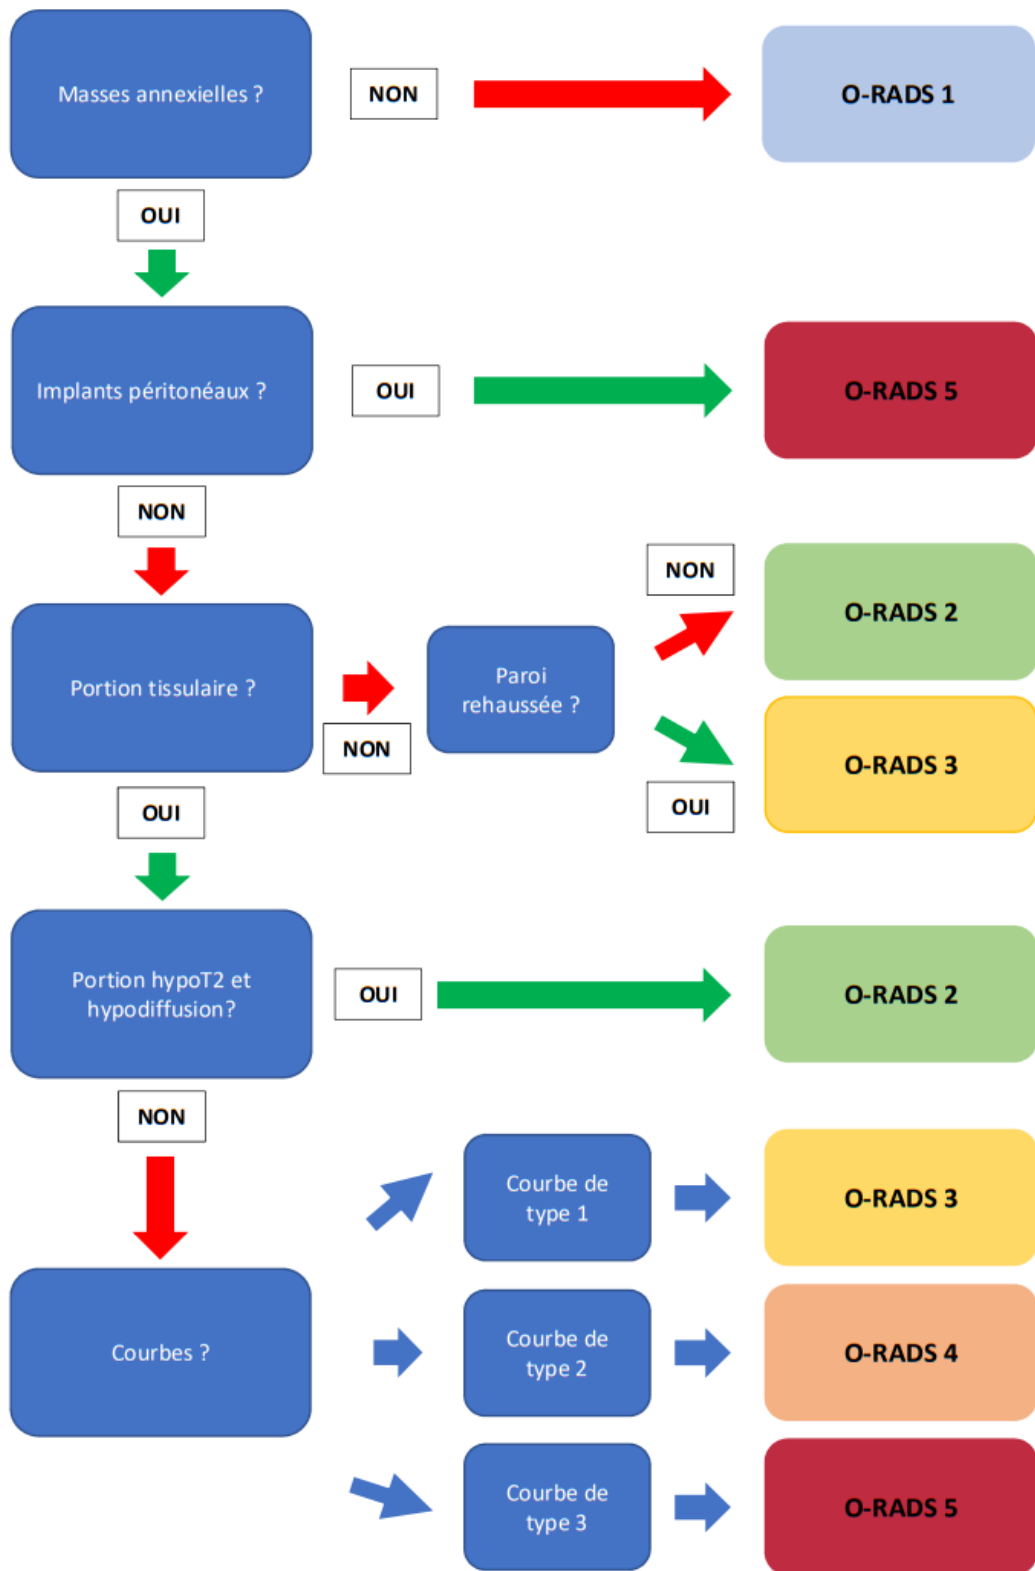 Masses annexielles ?
NON
O-RADS 1
OUI
Implants péritonéaux ?
OUI
O-RADS 5
NON
NON
O-RADS 2
Portion tissulaire ?
NON
Paroi
rehaussée ?
OUI
O-RADS 3
OUI
Portion hypoT2 et
hypodiffusion?
OUI
O-RADS 2
NON
Courbes ?
Courbe de
type 1
O-RADS 3
Courbe de
type 2
O-RADS 4
Courbe de
type 3
O-RADS 5